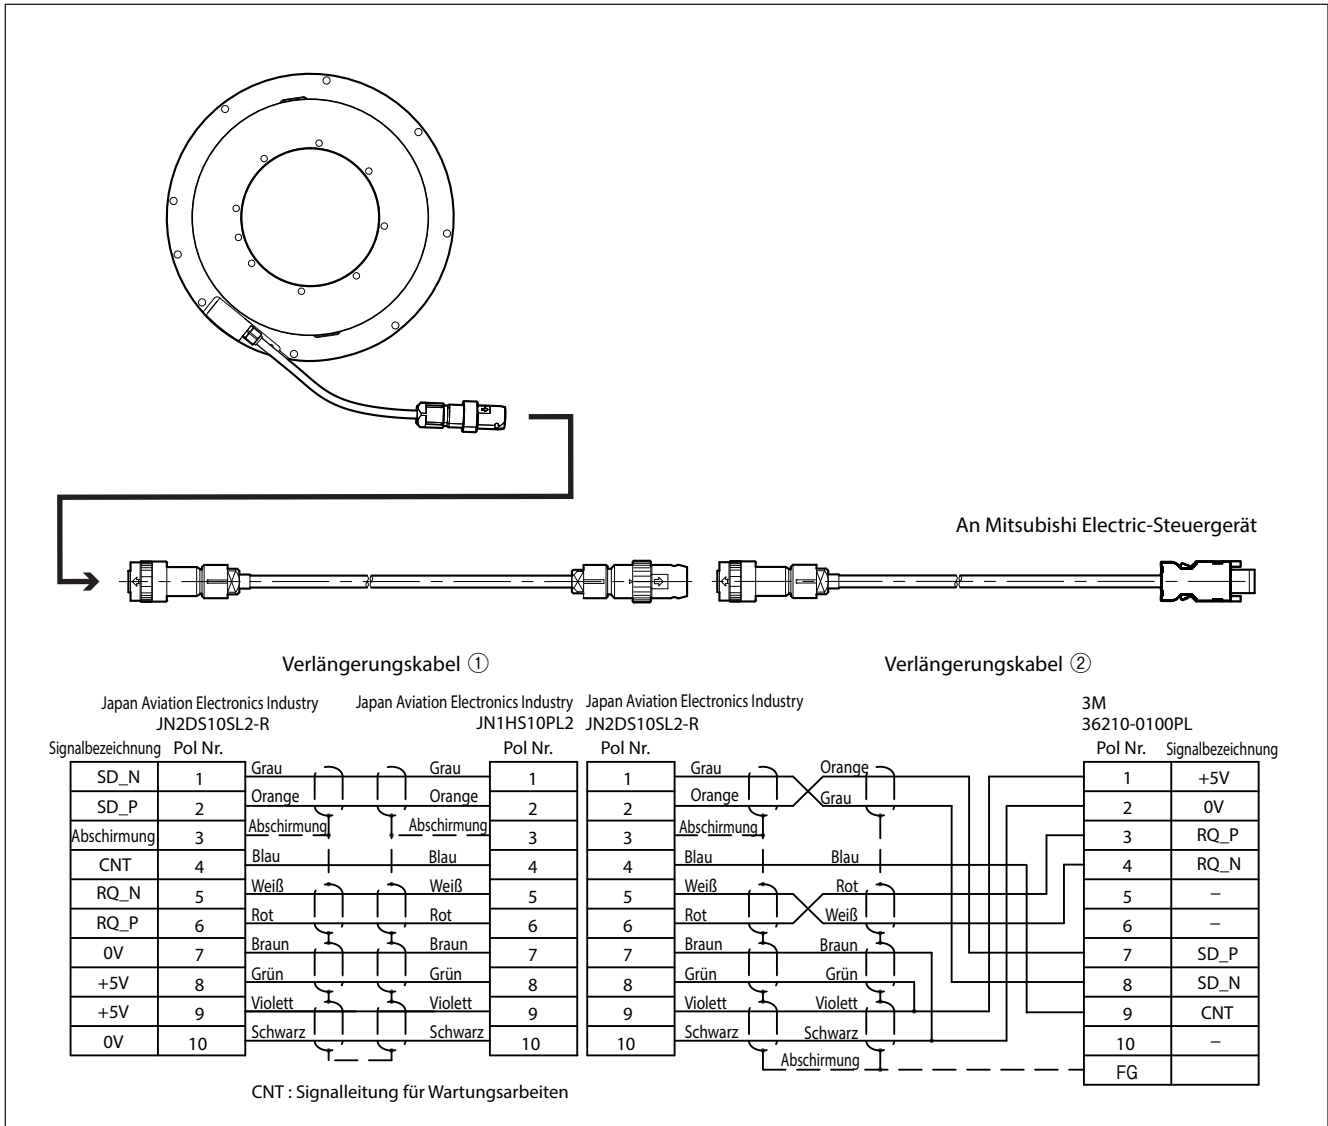 An Mitsubishi Electric-Steuergerät
Verlängerungskabel ① Verlängerungskabel ②
Japan Aviation Electronics Industry Japan Aviation Electronics Industry Japan Aviation Electronics Industry 3M
JN2DS10SL2-R JN1HS10PL2 JN2DS10SL2-R 36210-0100PL
Signalbezeichnung Pol Nr. Pol Nr. Pol Nr. Pol Nr. Signalbezeichnung
SD_N 1 Grau Grau 1 1 Grau Orange 1 +5V
SD_P 2 Orange Orange 2 2 Orange Grau 2 0V
Abschirmung 3 Abschirmung Abschirmung 3 3 Abschirmung 3 RQ_P
CNT 4 Blau Blau 4 4 Blau Blau 4 RQ_N
RQ_N 5 Weiß Weiß 5 5 Weiß Rot 5 –
RQ_P 6 Rot Rot 6 6 Rot Weiß 6 –
0V 7 Braun Braun 7 7 Braun Braun 7 SD_P
+5V 8 Grün Grün 8 8 Grün Grün 8 SD_N
+5V 9 Violett Violett 9 9 Violett Violett 9 CNT
0V 10 Schwarz Schwarz 10 10 Schwarz Schwarz 10 –
Abschirmung FG
CNT : Signalleitung für Wartungsarbeiten